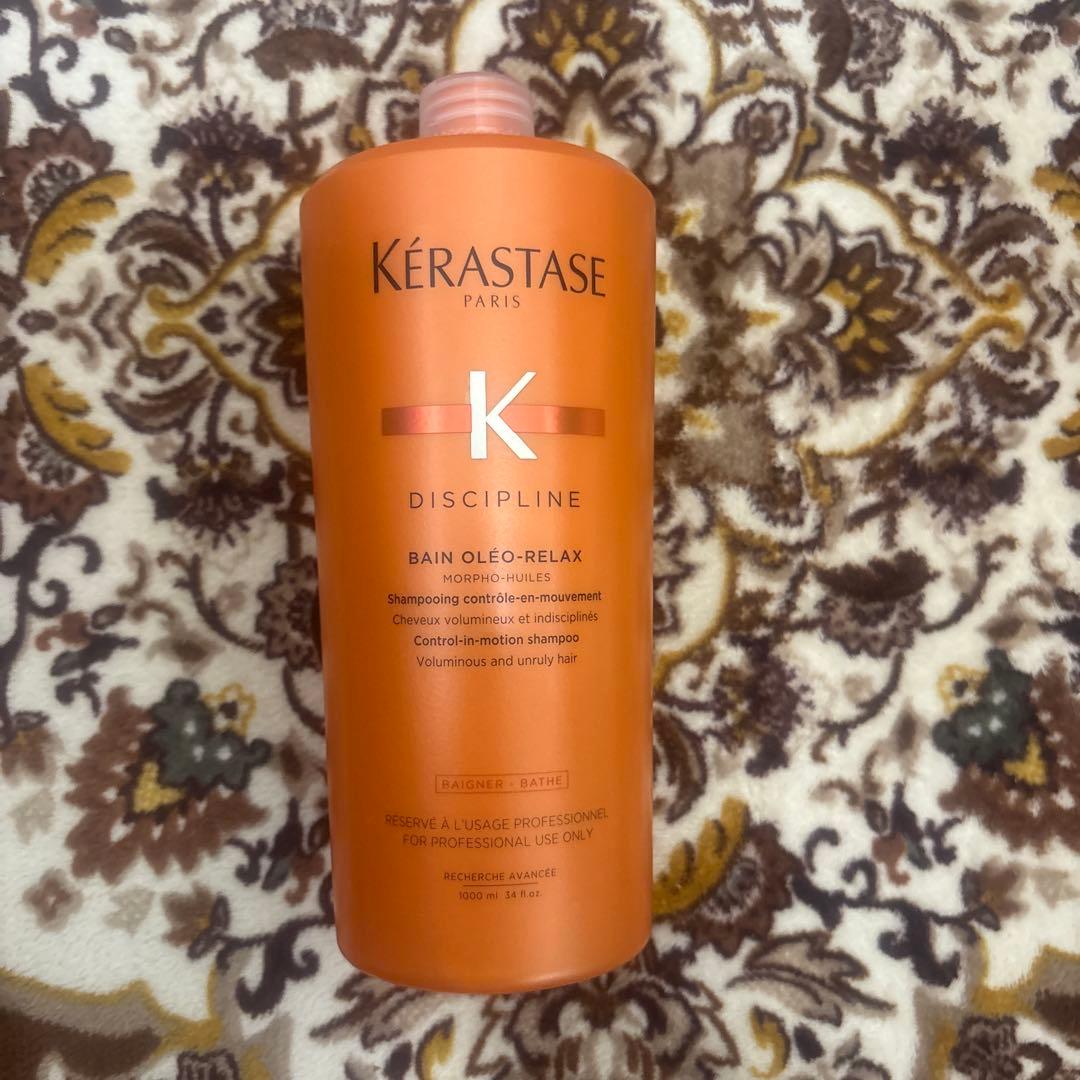 KÉRASTASE
PARIS
K
DISCIPLINE
BAIN OLÉO-RELAX
MORPHO-HUILES
Shampooing contrôle-en-mouvement
Cheveux volumineux et indisciplinés
Control-in-motion shampoo
Voluminous and unruly hair
BAIGNER - BATHE
RÉSERVÉ À L'USAGE PROFESSIONNEL
FOR PROFESSIONAL USE ONLY
RECHERCHE AVANCÉE
1000 ml 34 fl.oz.